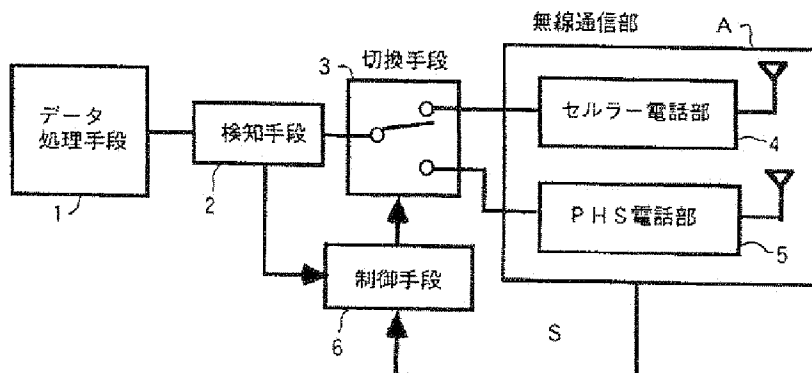 無線通信部
A
3
切換手段
データ
処理手段
1
検知手段
2
セルラー電話部
4
PHS電話部
5
制御手段
6
S